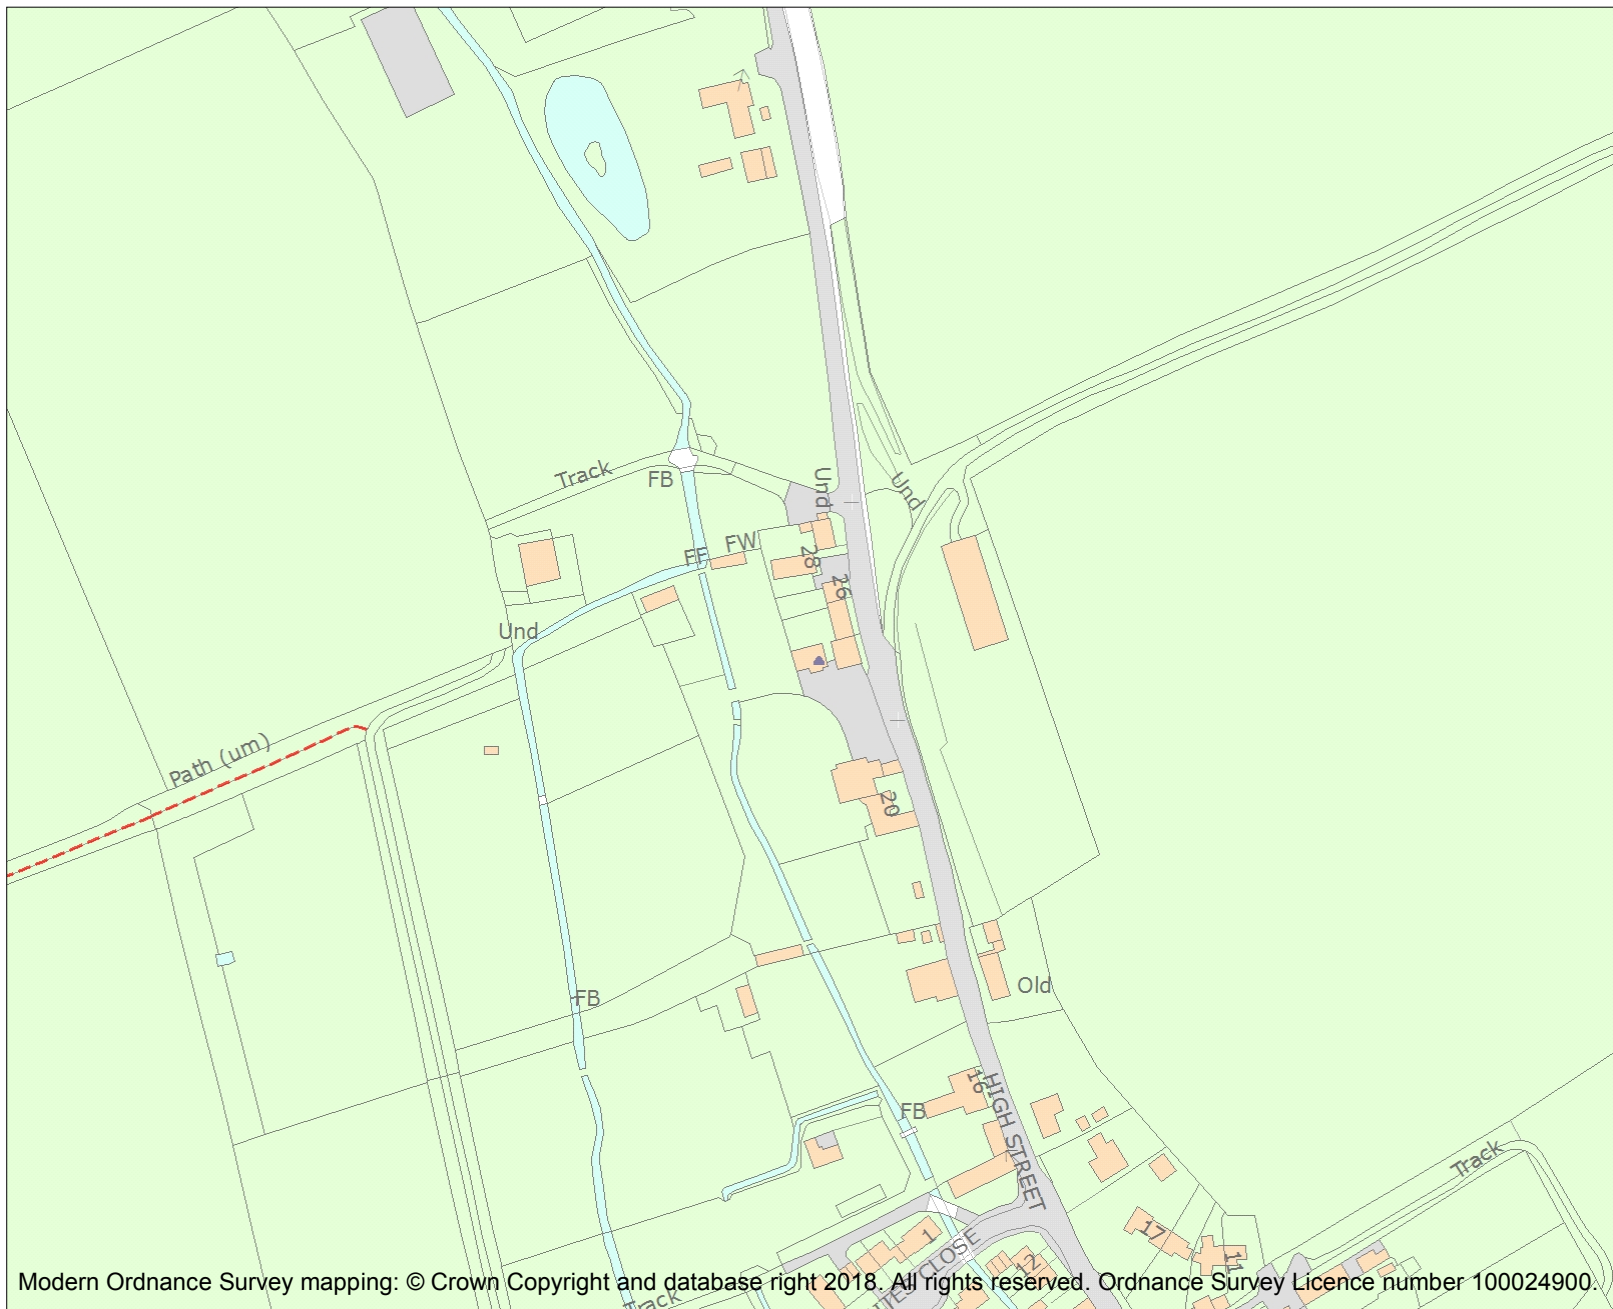 Track
FB
Und
Und
FF
FW
28
26
Und
Path (um)
20
Old
FB
16
FB
HIGH STREET
Track
17
11
1
12
CLOSE
Track
Modern Ordnance Survey mapping: © Crown Copyright and database right 2018. All rights reserved. Ordnance Survey Licence number 100024900.